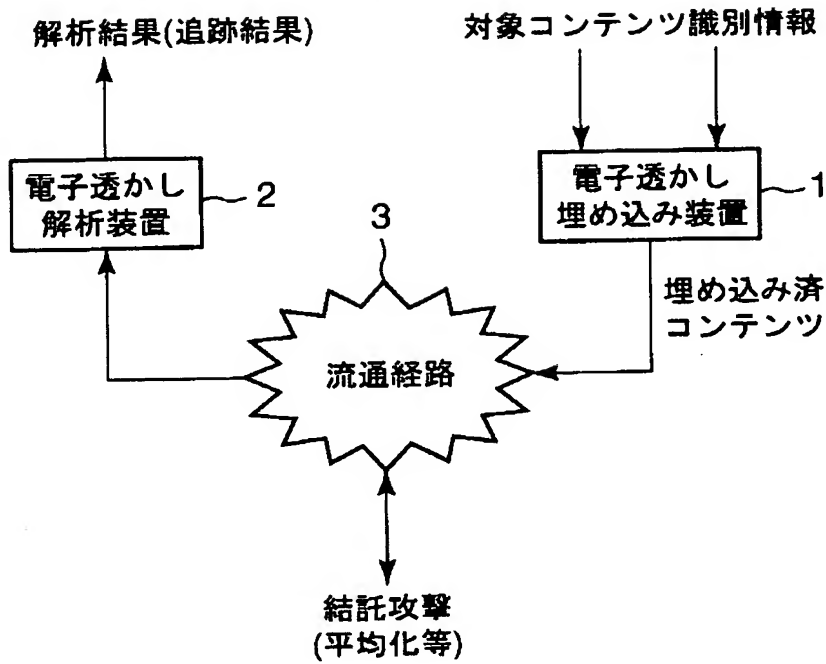 解析結果(追跡結果)
対象コンテンツ識別情報
電子透かし
解析装置
2
電子透かし
埋め込み装置
1
3
埋め込み済
コンテンツ
流通経路
結託攻撃
(平均化等)